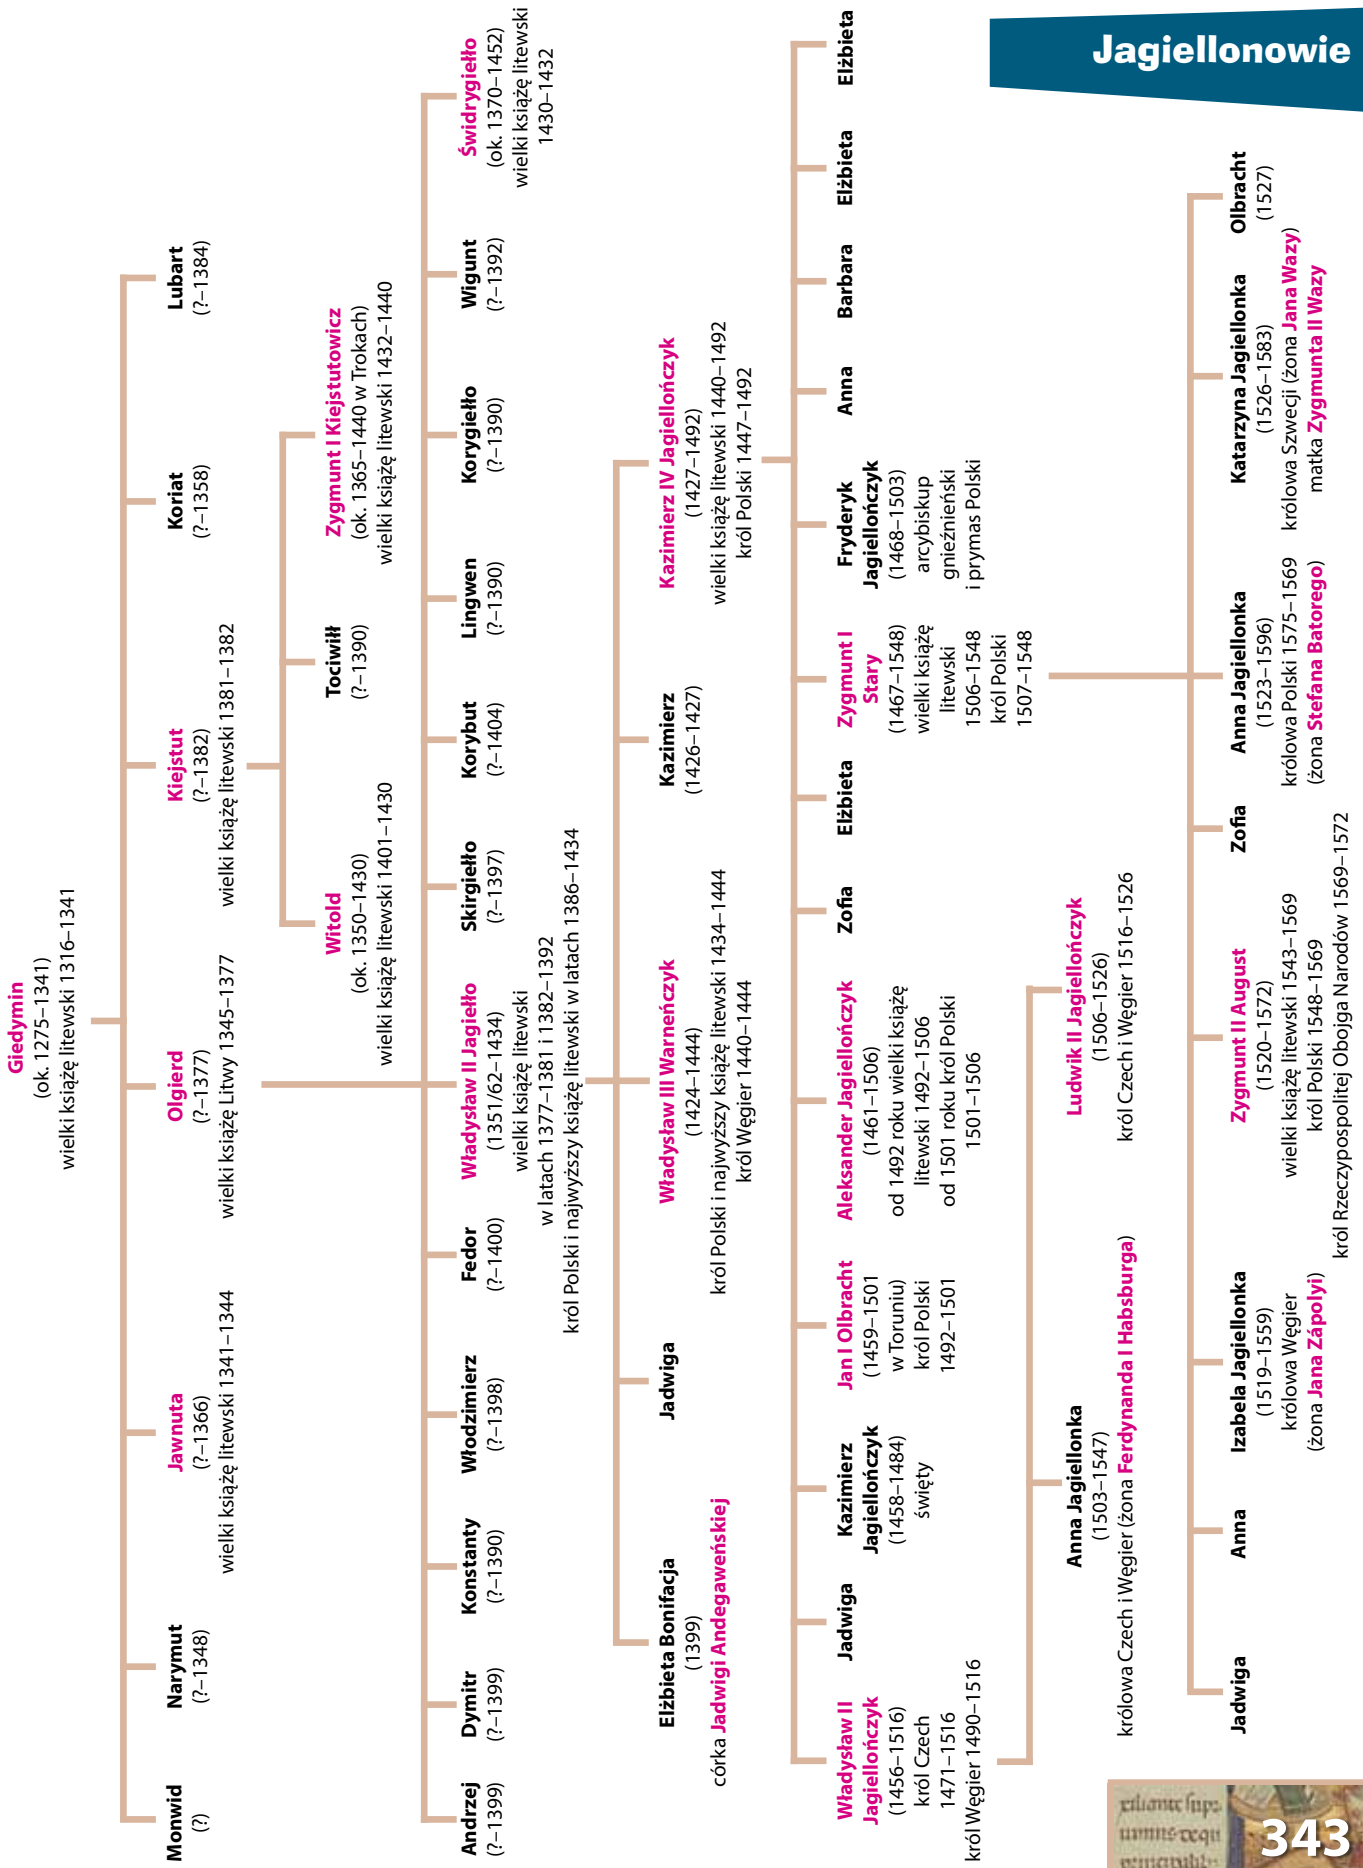 Jagiellonowie
Giedymin
(ok. 1275–1341)
wielki książę litewski 1316–1341
Monwid
(?)
Narymut
(?–1348)
Jawnuta
(?–1366)
wielki książę litewski 1341–1344
Olgierd
(?–1377)
wielki książę Litwy 1345–1377
Kiejstut
(?–1382)
wielki książę litewski 1381–1382
Koriat
(?–1358)
Lubart
(?–1384)
Witold
(ok. 1350–1430)
wielki książę litewski 1401–1430
Tociwiłł
(?–1390)
Zygmunt I Kiejstutowicz
(ok. 1365–1440 w Trokach)
wielki książę litewski 1432–1440
Andrzej
(?–1399)
Dymitr
(?–1399)
Konstanty
(?–1390)
Włodzimierz
(?–1398)
Fedor
(?–1400)
Władysław II Jagiełło
(1351/62–1434)
wielki książę litewski
w latach 1377–1381 i 1382–1392
król Polski i najwyższy książę litewski w latach 1386–1434
Skirgiełło
(?–1397)
Korybut
(?–1404)
Lingwen
(?–1390)
Korygiełło
(?–1390)
Wigunt
(?–1392)
Świdrygiełło
(ok. 1370–1452)
wielki książę litewski
1430–1432
Elżbieta Bonifacja
(1399)
córka Jadwigi Andegaweńskiej
Jadwiga
Władysław III Warneńczyk
(1424–1444)
król Polski i najwyższy książę litewski 1434–1444
król Węgier 1440–1444
Kazimierz
(1426–1427)
Kazimierz IV Jagiellończyk
(1427–1492)
wielki książę litewski 1440–1492
król Polski 1447–1492
Władysław II
Jagiellończyk
(1456–1516)
król Czech
1471–1516
król Węgier 1490–1516
Jadwiga
Kazimierz
Jagiellończyk
(1458–1484)
święty
Jan I Olbracht
(1459–1501
w Toruniu)
król Polski
1492–1501
Aleksander Jagiellończyk
(1461–1506)
od 1492 roku wielki książę
litewski 1492–1506
od 1501 roku król Polski
1501–1506
Zofia
Elżbieta
Zygmunt I
Stary
(1467–1548)
wielki książę
litewski
1506–1548
król Polski
1507–1548
Fryderyk
Jagiellończyk
(1468–1503)
arcybiskup
gnieźnieński
i prymas Polski
Anna
Barbara
Elżbieta
Elżbieta
Anna Jagiellonka
(1503–1547)
królowa Czech i Węgier (żona Ferdynanda I Habsburga)
Ludwik II Jagiellończyk
(1506–1526)
król Czech i Węgier 1516–1526
Jadwiga
Anna
Izabela Jagiellonka
(1519–1559)
królowa Węgier
(żona Jana Zápolyi)
Zygmunt II August
(1520–1572)
wielki książę litewski 1543–1569
król Polski 1548–1569
król Rzeczypospolitej Obojga Narodów 1569–1572
Zofia
Anna Jagiellonka
(1523–1596)
królowa Polski 1575–1569
(żona Stefana Batorego)
Katarzyna Jagiellonka
(1526–1583)
królowa Szwecji (żona Jana Wazy)
matka Zygmunta II Wazy
Olbracht
(1527)
343